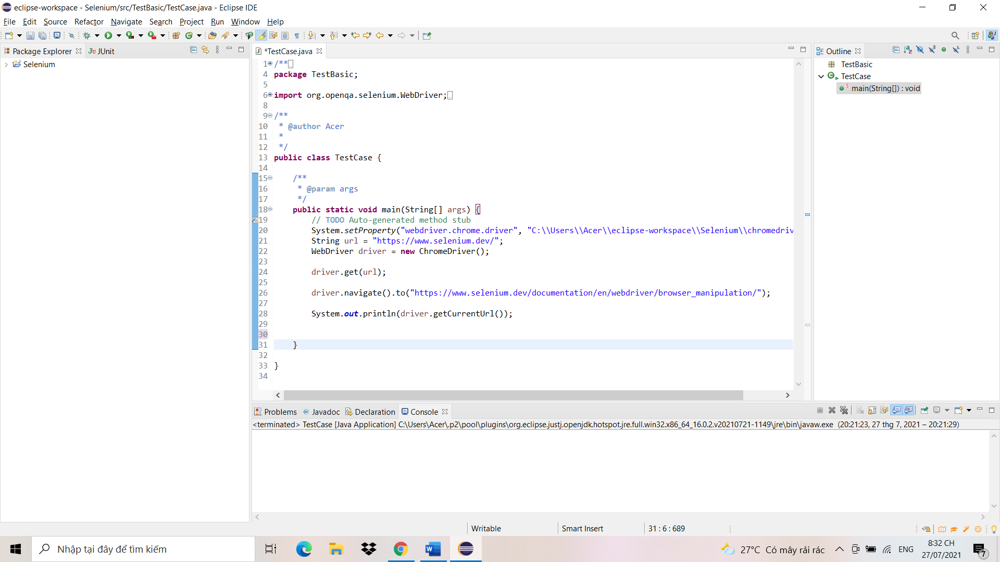 eclipse-workspace - Selenium/src/TestBasic/TestCase.java - Eclipse IDE
File Edit Source Refactor Navigate Search Project Run Window Help
Package Explorer JUnit
Selenium
*TestCase.java
1 /**
4 package TestBasic;
5
6 import org.openqa.selenium.WebDriver;
8
9 /**
10 * @author Acer
11 *
12 */
13 public class TestCase {
14
15 /**
16 * @param args
17 */
18 public static void main(String[] args) {
19 // TODO Auto-generated method stub
20 System.setProperty("webdriver.chrome.driver", "C:\\Users\\Acer\\eclipse-workspace\\Selenium\\chromedriv
21 String url = "https://www.selenium.dev/";
22 WebDriver driver = new ChromeDriver();
23
24 driver.get(url);
25
26 driver.navigate().to("https://www.selenium.dev/documentation/en/webdriver/browser_manipulation/");
27
28 System.out.println(driver.getCurrentUrl());
29
30
31 }
32
33 }
34
Outline
TestBasic
TestCase
main(String[]) : void
Problems @ Javadoc Declaration Console
<terminated> TestCase [Java Application] C:\Users\Acer\.p2\pool\plugins\org.eclipse.justj.openjdk.hotspot.jre.full.win32.x86_64_16.0.2.v20210721-1149\jre\bin\javaw.exe (20:21:23, 27 thg 7, 2021 – 20:21:29)
Writable Smart Insert 31 : 6 : 689
Nhập tại đây để tìm kiếm
27°C Có mây rải rác
ENG
8:32 CH
27/07/2021
7